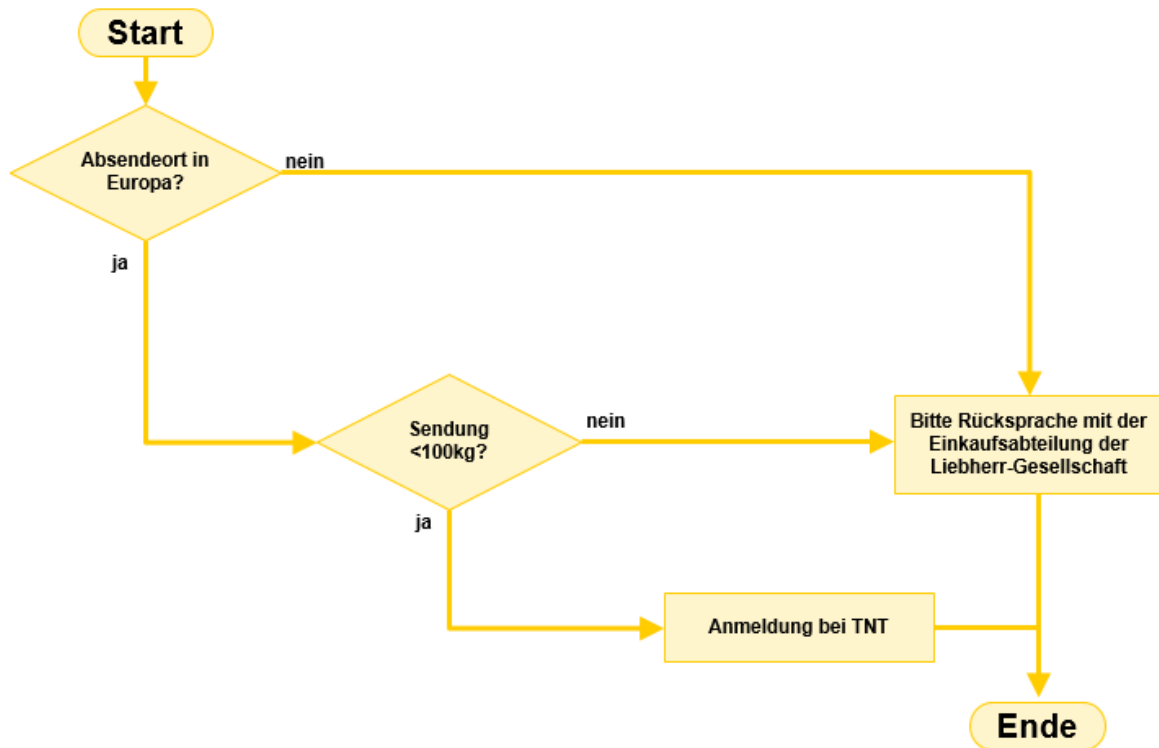 Start
Absendeort in
Europa?
nein
ja
Sendung
<100kg?
nein
ja
Bitte Rücksprache mit der
Einkaufsabteilung der
Liebherr-Gesellschaft
Anmeldung bei TNT
Ende